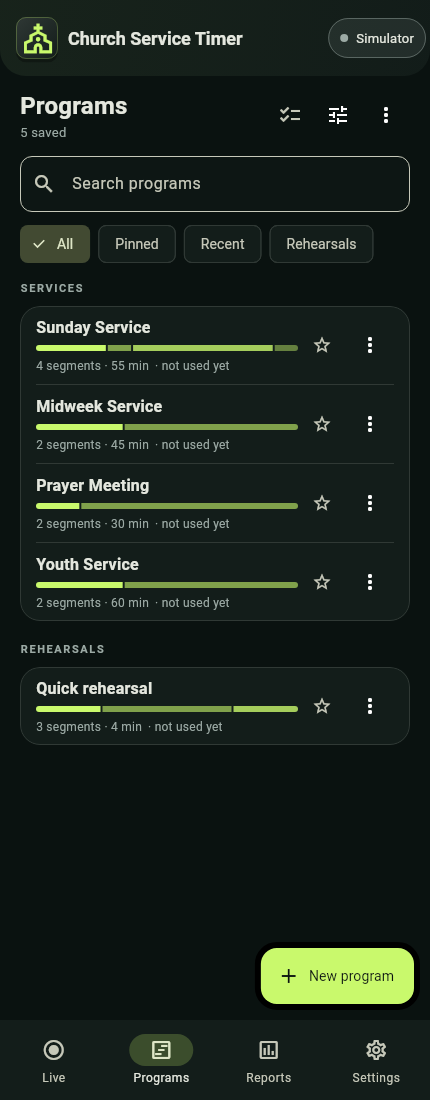 Church Service Timer
Simulator
Programs
5 saved
Search programs
All
Pinned
Recent
Rehearsals
SERVICES
Sunday Service
4 segments · 55 min · not used yet
Midweek Service
2 segments · 45 min · not used yet
Prayer Meeting
2 segments · 30 min · not used yet
Youth Service
2 segments · 60 min · not used yet
REHEARSALS
Quick rehearsal
3 segments · 4 min · not used yet
New program
Live
Programs
Reports
Settings